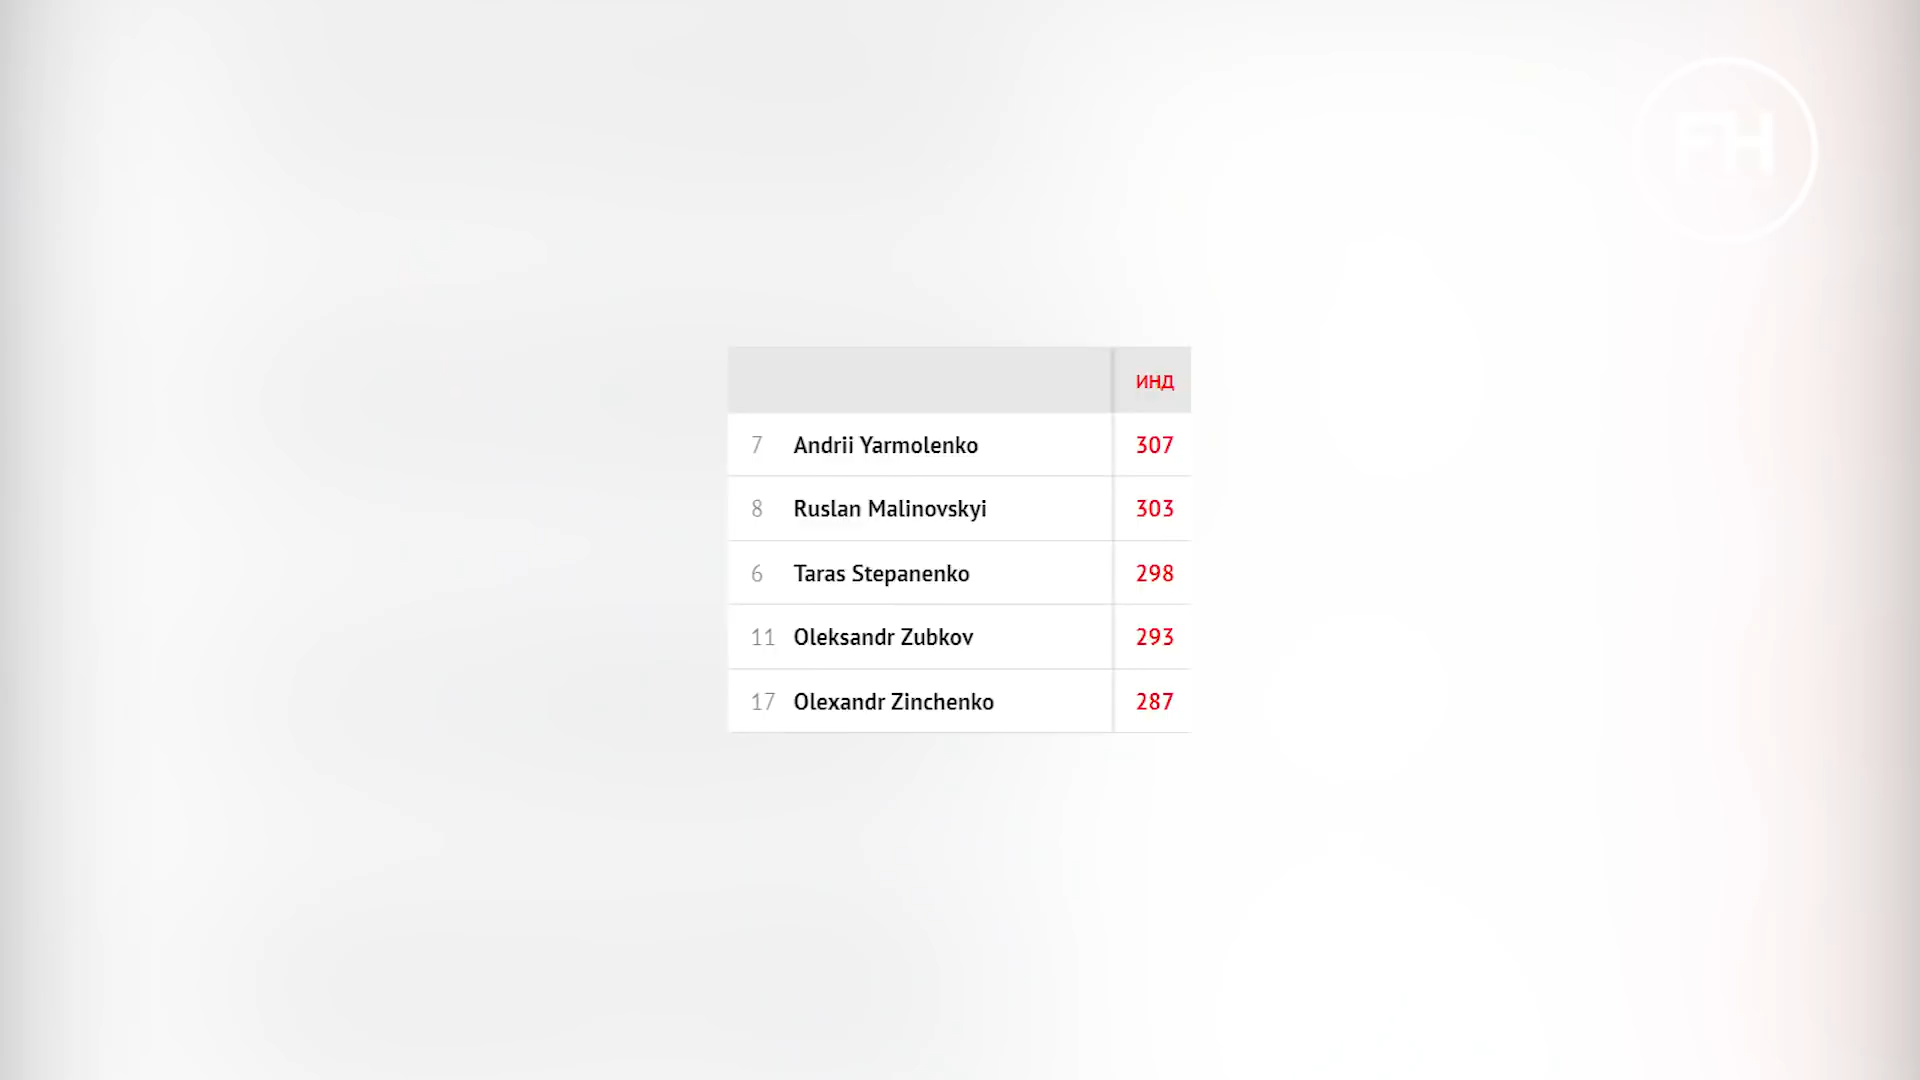 FH
ИНД
7 Andrii Yarmolenko 307
8 Ruslan Malinovskyi 303
6 Taras Stepanenko 298
11 Oleksandr Zubkov 293
17 Olexandr Zinchenko 287